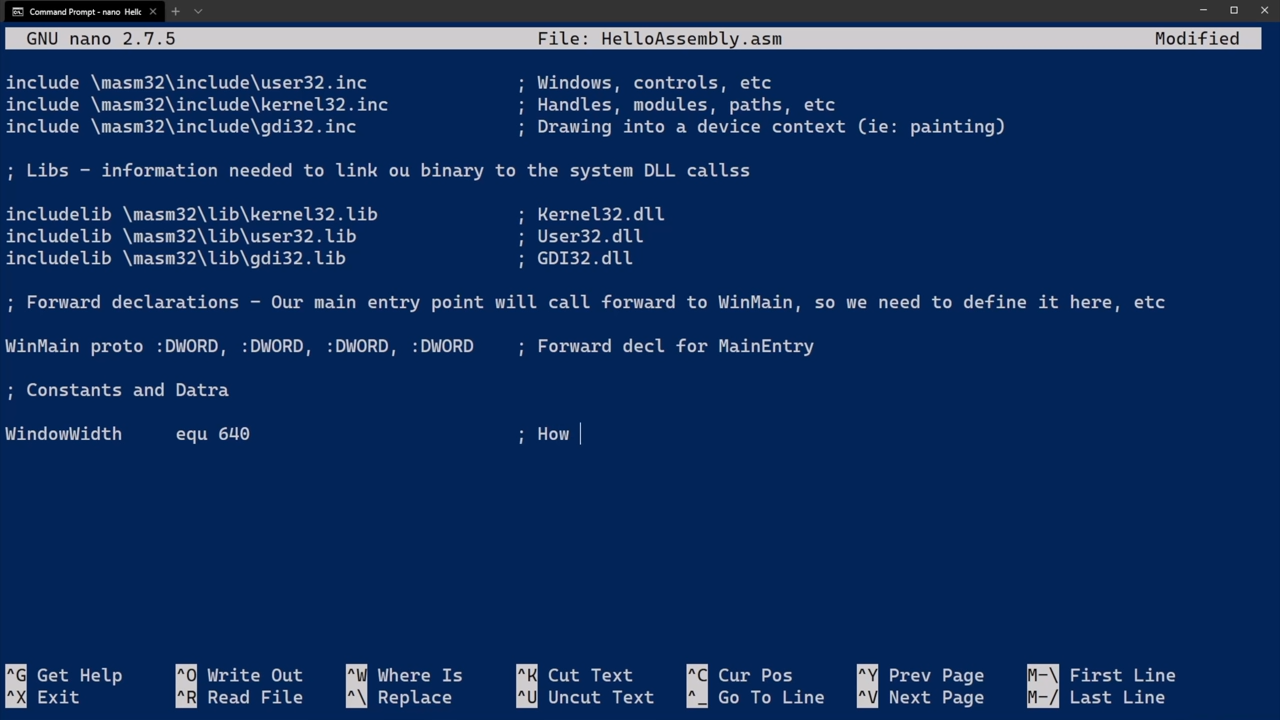 Command Prompt - nano Hello
GNU nano 2.7.5 File: HelloAssembly.asm Modified
include \masm32\include\user32.inc ; Windows, controls, etc
include \masm32\include\kernel32.inc ; Handles, modules, paths, etc
include \masm32\include\gdi32.inc ; Drawing into a device context (ie: painting)
; Libs - information needed to link ou binary to the system DLL callss
includelib \masm32\lib\kernel32.lib ; Kernel32.dll
includelib \masm32\lib\user32.lib ; User32.dll
includelib \masm32\lib\gdi32.lib ; GDI32.dll
; Forward declarations - Our main entry point will call forward to WinMain, so we need to define it here, etc
WinMain proto :DWORD, :DWORD, :DWORD, :DWORD ; Forward decl for MainEntry
; Constants and Datra
WindowWidth equ 640 ; How
^G Get Help ^O Write Out ^W Where Is ^K Cut Text ^C Cur Pos ^Y Prev Page M-\ First Line
^X Exit ^R Read File ^\ Replace ^U Uncut Text ^_ Go To Line ^V Next Page M-/ Last Line